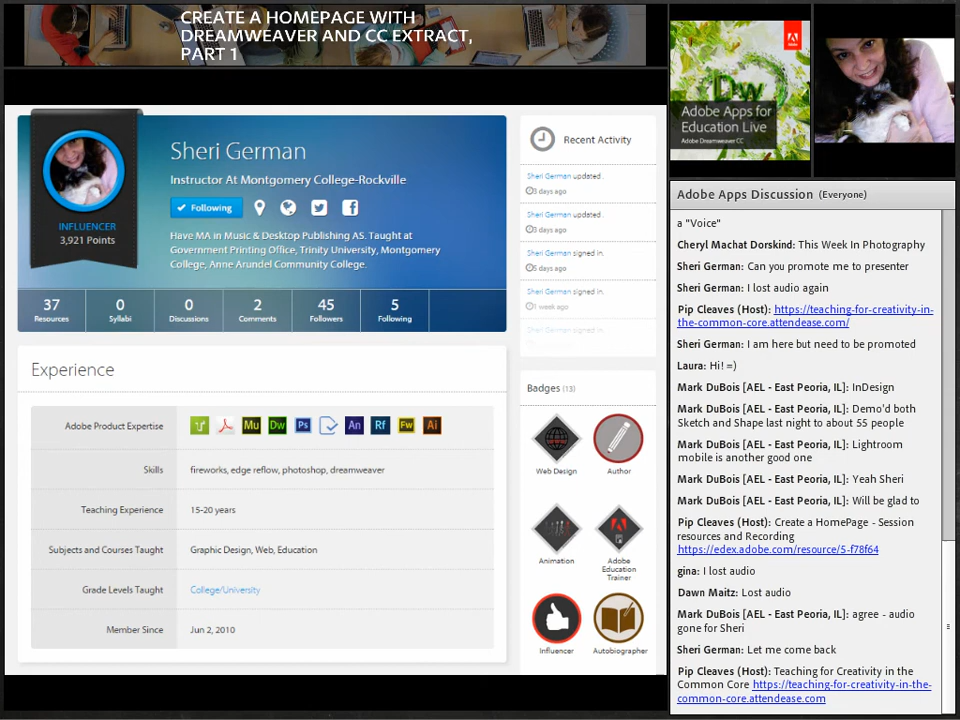 CREATE A HOMEPAGE WITH
DREAMWEAVER AND CC EXTRACT,
PART 1
Sheri German
Instructor At Montgomery College-Rockville
Following
INFLUENCER
3,921 Points
Have MA in Music & Desktop Publishing AS. Taught at
Government Printing Office, Trinity University, Montgomery
College, Anne Arundel Community College.
37
Resources
0
Syllabi
0
Discussions
2
Comments
45
Followers
5
Following
Recent Activity
Sheri German updated .
3 days ago
Sheri German updated .
3 days ago
Sheri German signed in.
5 days ago
Sheri German signed in.
1 week ago
Sheri German signed in.
Experience
Adobe Product Expertise
Mu
Dw
Ps
An
Rf
Fw
Ai
Skills
fireworks, edge reflow, photoshop, dreamweaver
Teaching Experience
15-20 years
Subjects and Courses Taught
Graphic Design, Web, Education
Grade Levels Taught
College/University
Member Since
Jun 2, 2010
Badges (13)
Web Design
Author
Animation
Adobe
Education
Trainer
Influencer
Autobiographer
Dw
Adobe Apps for
Education Live
Adobe Dreamweaver CC
Adobe Apps Discussion (Everyone)
a "Voice"
Cheryl Machat Dorskind: This Week In Photography
Sheri German: Can you promote me to presenter
Sheri German: I lost audio again
Pip Cleaves (Host): https://teaching-for-creativity-in-
the-common-core.attendease.com/
Sheri German: I am here but need to be promoted
Laura: Hi! =)
Mark DuBois [AEL - East Peoria, IL]: InDesign
Mark DuBois [AEL - East Peoria, IL]: Demo'd both
Sketch and Shape last night to about 55 people
Mark DuBois [AEL - East Peoria, IL]: Lightroom
mobile is another good one
Mark DuBois [AEL - East Peoria, IL]: Yeah Sheri
Mark DuBois [AEL - East Peoria, IL]: Will be glad to
Pip Cleaves (Host): Create a HomePage - Session
resources and Recording
https://edex.adobe.com/resource/5-f78f64
gina: I lost audio
Dawn Maitz: Lost audio
Mark DuBois [AEL - East Peoria, IL]: agree - audio
gone for Sheri
Sheri German: Let me come back
Pip Cleaves (Host): Teaching for Creativity in the
Common Core https://teaching-for-creativity-in-the-
common-core.attendease.com